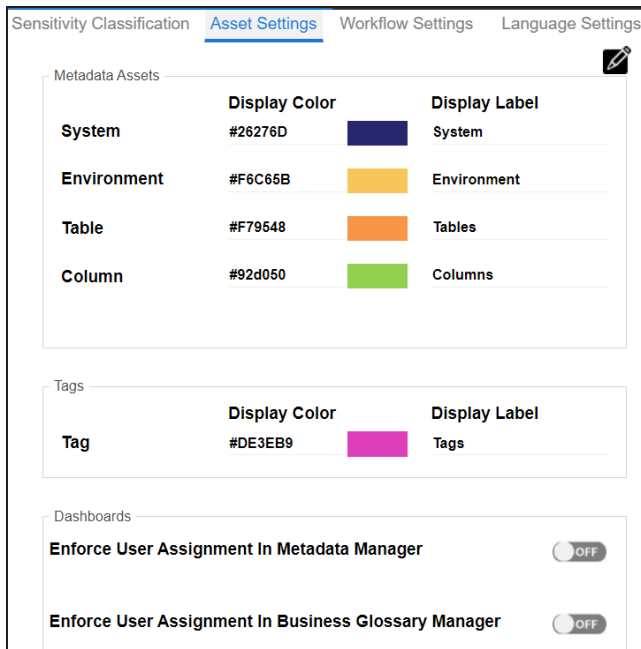 Sensitivity Classification Asset Settings Workflow Settings Language Settings
Metadata Assets
Display Color Display Label
System #26276D System
Environment #F6C65B Environment
Table #F79548 Tables
Column #92d050 Columns
Tags
Display Color Display Label
Tag #DE3EB9 Tags
Dashboards
Enforce User Assignment In Metadata Manager OFF
Enforce User Assignment In Business Glossary Manager OFF